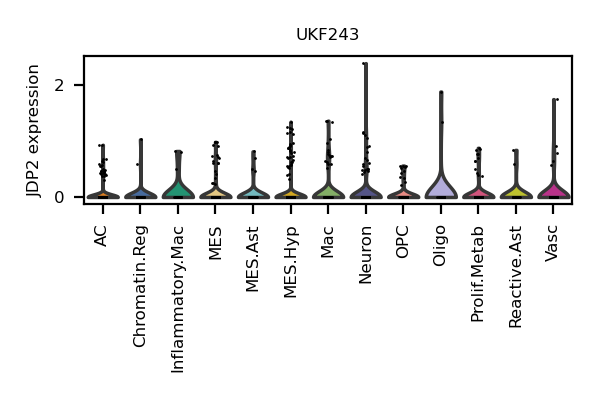 UKF243
JDP2 expression
2
0
AC
Chromatin.Reg
Inflammatory.Mac
MES
MES.Ast
MES.Hyp
Mac
Neuron
OPC
Oligo
Prolif.Metab
Reactive.Ast
Vasc